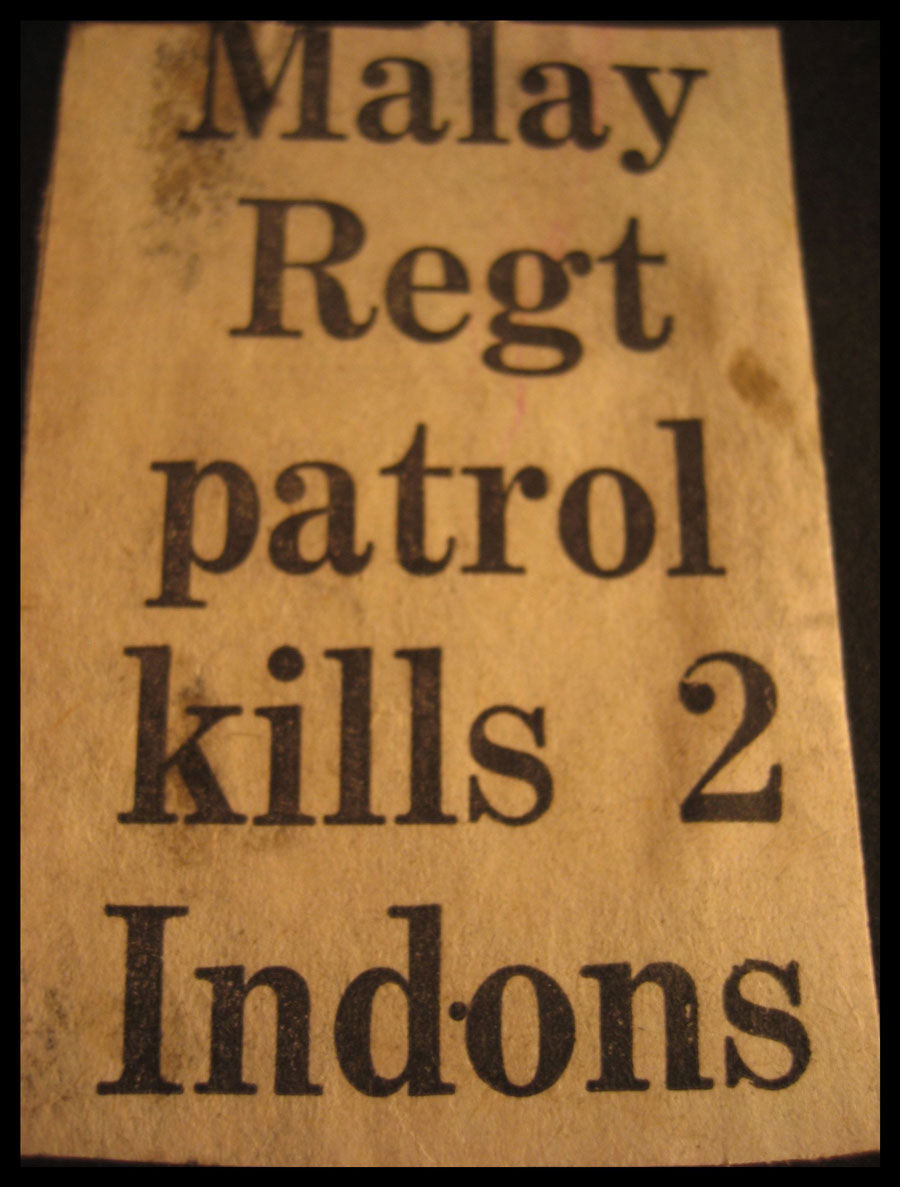 Malay
Regt
patrol
kills 2
Indons